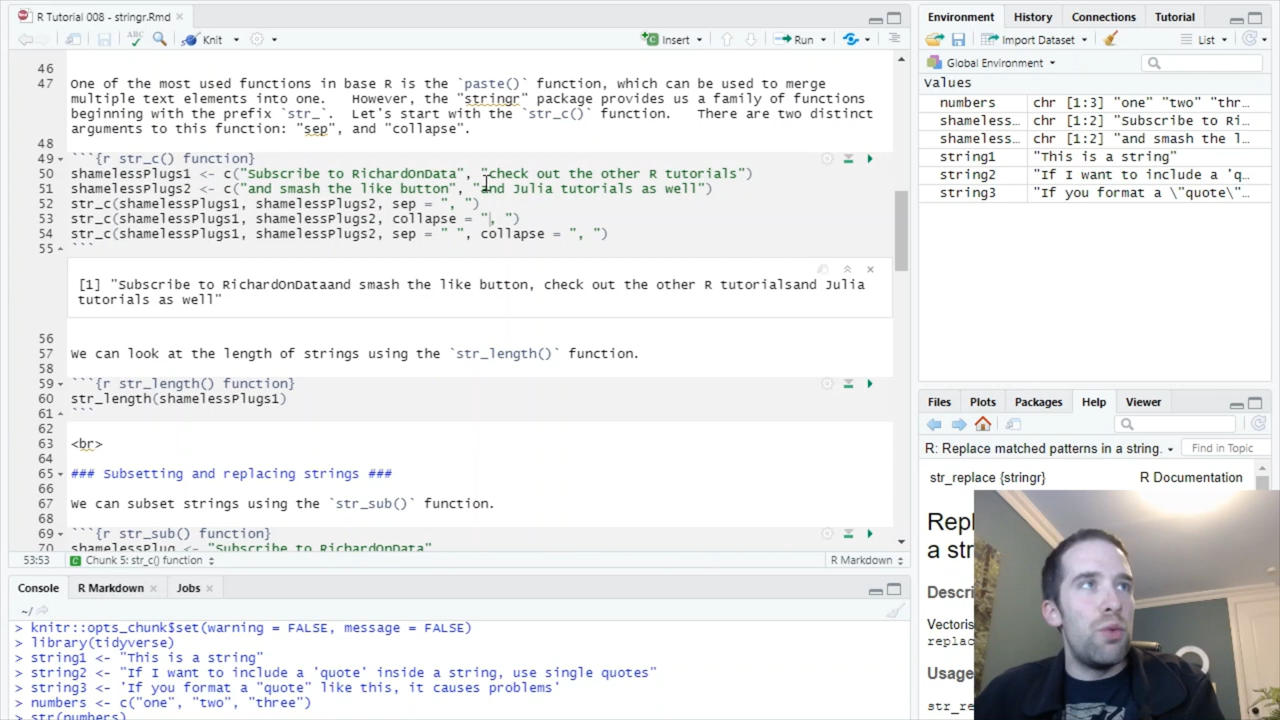 R Tutorial 008 - stringr.Rmd
Knit
Insert
Run
46
47 One of the most used functions in base R is the `paste()` function, which can be used to merge
multiple text elements into one. However, the "stringr" package provides us a family of functions
beginning with the prefix `str_`. Let's start with the `str_c()` function. There are two distinct
arguments to this function: "sep", and "collapse".
48
49 ```{r str_c() function}
50 shamelessPlugs1 <- c("Subscribe to RichardOnData", "check out the other R tutorials")
51 shamelessPlugs2 <- c("and smash the like button", "and Julia tutorials as well")
52 str_c(shamelessPlugs1, shamelessPlugs2, sep = ", ")
53 str_c(shamelessPlugs1, shamelessPlugs2, collapse = ", ")
54 str_c(shamelessPlugs1, shamelessPlugs2, sep = " ", collapse = ", ")
55 ```
[1] "Subscribe to RichardOnDataand smash the like button, check out the other R tutorialsand Julia
tutorials as well"
56
57 We can look at the length of strings using the `str_length()` function.
58
59 ```{r str_length() function}
60 str_length(shamelessPlugs1)
61 ```
62
63 <br>
64
65 ### Subsetting and replacing strings ###
66
67 We can subset strings using the `str_sub()` function.
68
69 ```{r str_sub() function}
70 shamelessPlug <- "Subscribe to RichardOnData"
53:53 Chunk 5: str_c() function R Markdown
Console R Markdown Jobs
~/
> knitr::opts_chunk$set(warning = FALSE, message = FALSE)
> library(tidyverse)
> string1 <- "This is a string"
> string2 <- "If I want to include a 'quote' inside a string, use single quotes"
> string3 <- 'If you format a "quote" like this, it causes problems'
> numbers <- c("one", "two", "three")
> str(numbers)
Environment History Connections Tutorial
Import Dataset List
Global Environment
Values
numbers chr [1:3] "one" "two" "thr…
shameless… chr [1:2] "Subscribe to Ri…
shameless… chr [1:2] "and smash the l…
string1 "This is a string"
string2 "If I want to include a 'q…
string3 "If you format a \"quote\"…
Files Plots Packages Help Viewer
R: Replace matched patterns in a string. Find in Topic
str_replace {stringr} R Documentation
Rep
a str
Descri
Vectoris
replac
Usage
str_re